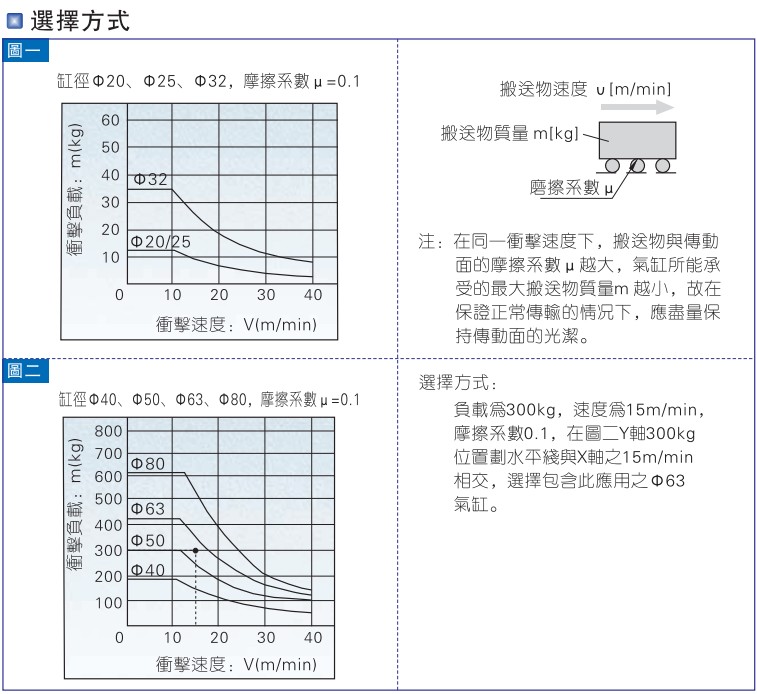 選擇方式
圖一
缸徑Φ20、Φ25、Φ32，摩擦系數μ=0.1
衝擊負載：m(kg)
60
50
40
30
20
10
Φ32
Φ20/25
0 10 20 30 40
衝擊速度：V(m/min)
搬送物速度 υ[m/min]
搬送物質量 m[kg]
磨擦系數 μ
注：在同一衝擊速度下，搬送物與傳動
面的摩擦系數μ越大，氣缸所能承
受的最大搬送物質量m 越小，故在
保證正常傳輸的情况下，應盡量保
持傳動面的光潔。
圖二
缸徑Φ40、Φ50、Φ63、Φ80，摩擦系數μ=0.1
衝擊負載：m(kg)
800
700
600
500
400
300
200
100
Φ80
Φ63
Φ50
Φ40
0 10 20 30 40
衝擊速度：V(m/min)
選擇方式：
負載爲300kg，速度爲15m/min，
摩擦系數0.1，在圖二Y軸300kg
位置劃水平綫與X軸之15m/min
相交，選擇包含此應用之Φ63
氣缸。